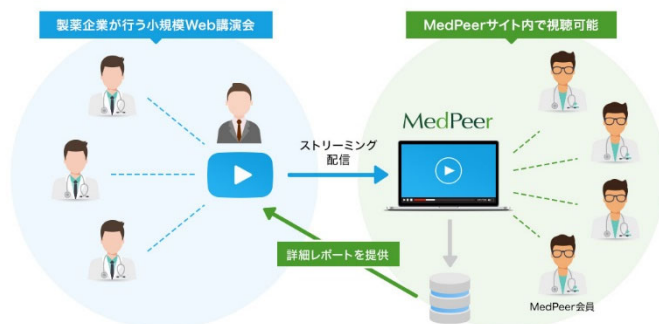 製薬企業が行う小規模Web講演会
MedPeerサイト内で視聴可能
MedPeer
ストリーミング
配信
詳細レポートを提供
MedPeer会員